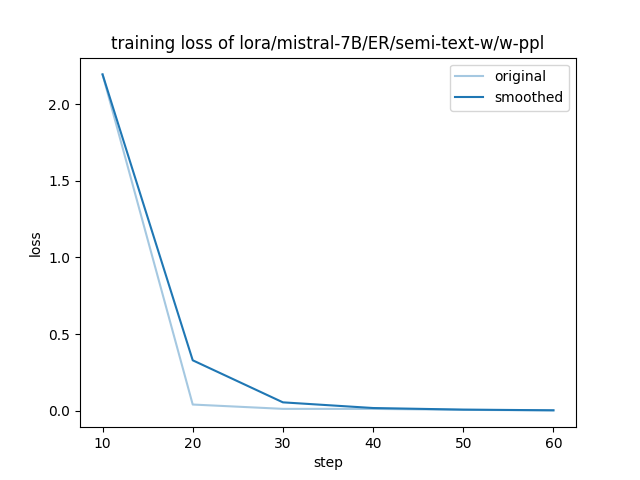 training loss of lora/mistral-7B/ER/semi-text-w/w-ppl
original
smoothed
loss
2.0
1.5
1.0
0.5
0.0
10 20 30 40 50 60
step